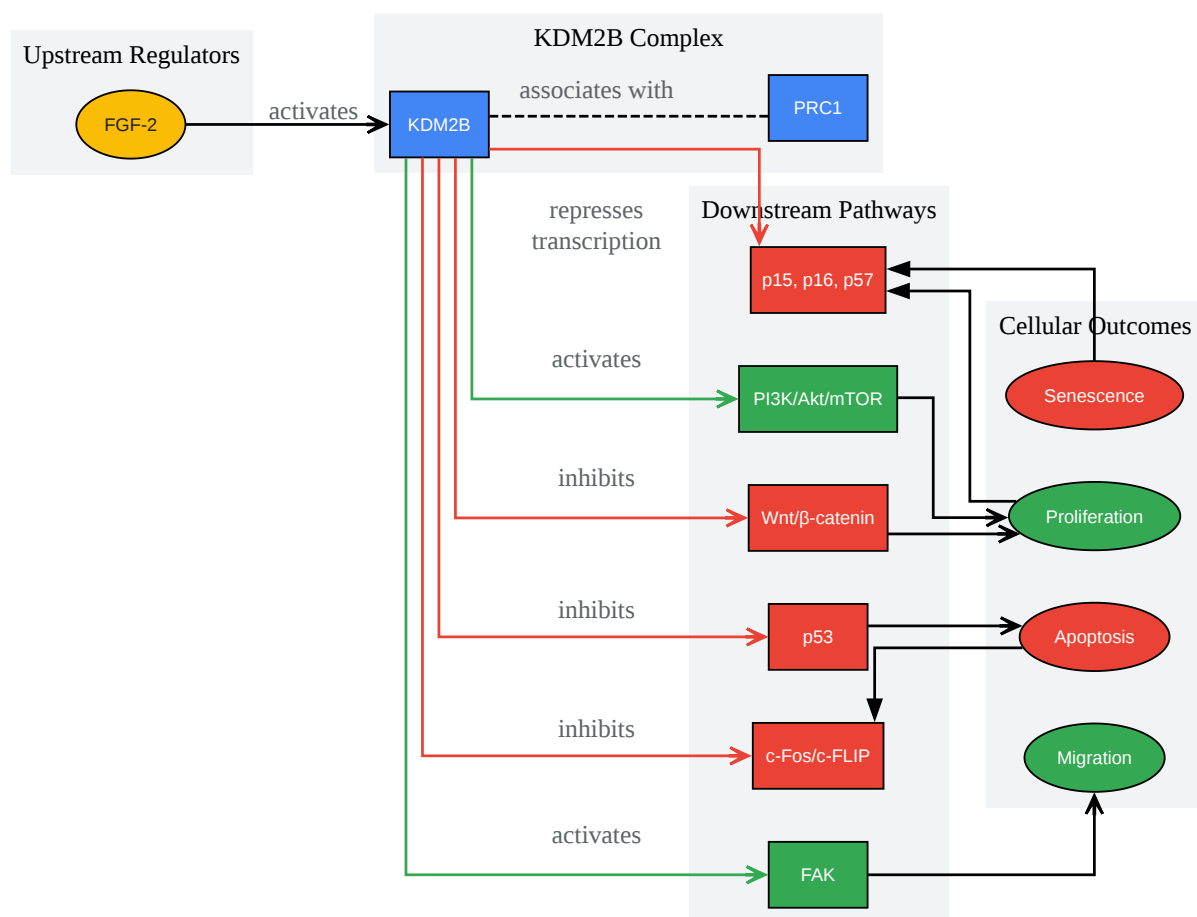 KDM2B Complex
Upstream Regulators
associates with
activates
PRC1
FGF-2
KDM2B
represses
transcription
Downstream Pathways
p15, p16, p57
Cellular Outcomes
activates
PI3K/Akt/mTOR
Senescence
inhibits
Wnt/β-catenin
Proliferation
inhibits
p53
Apoptosis
inhibits
c-Fos/c-FLIP
Migration
activates
FAK